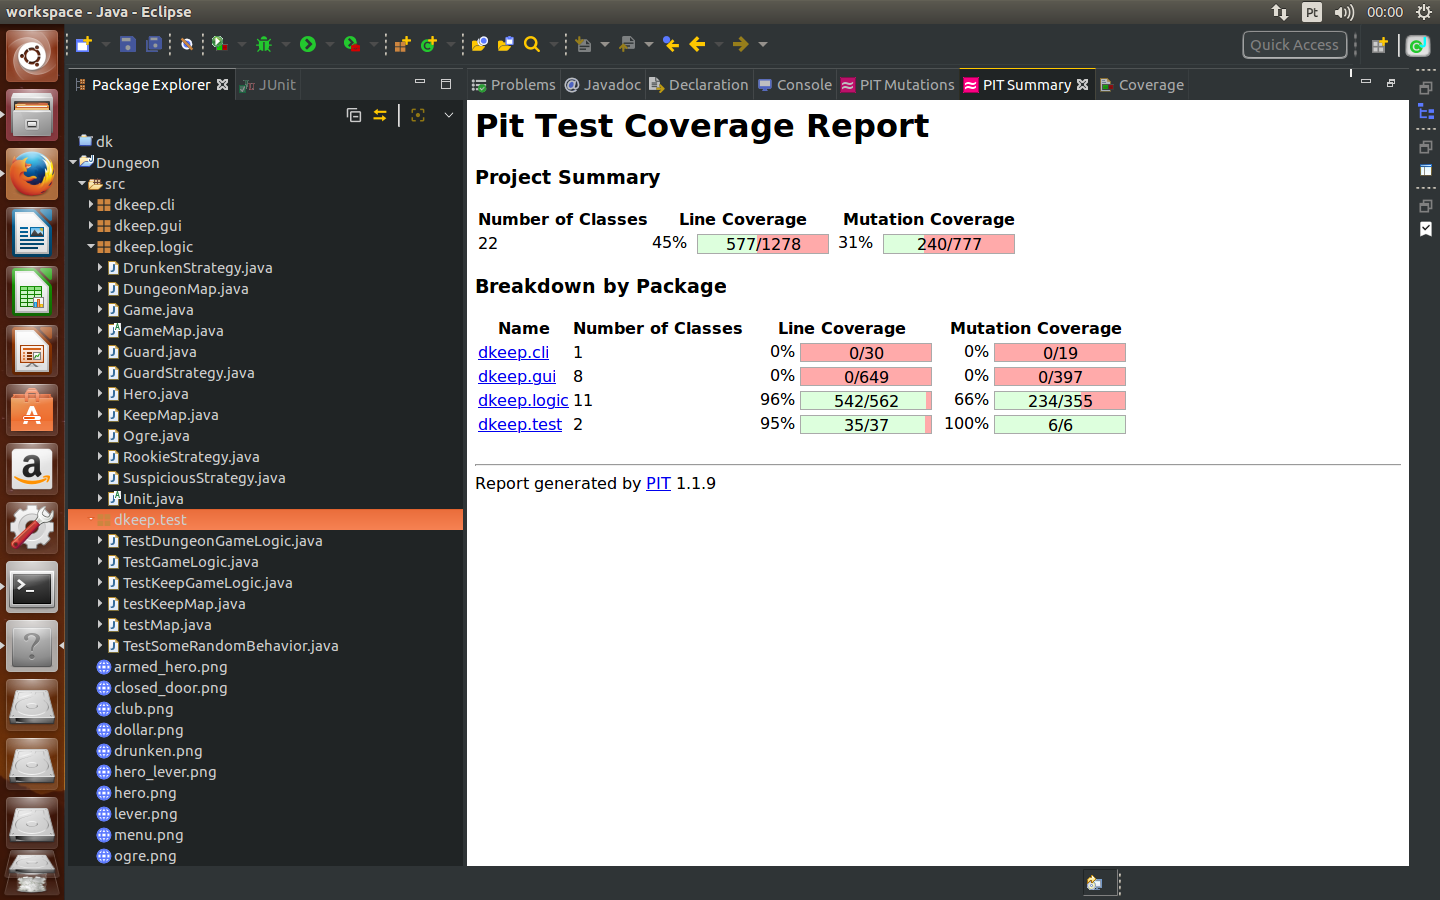 workspace - Java - Eclipse
Pt
00:00
Quick Access
Package Explorer
JUnit
Problems
@ Javadoc
Declaration
Console
PIT Mutations
PIT Summary
Coverage
dk
Dungeon
src
dkeep.cli
dkeep.gui
dkeep.logic
DrunkenStrategy.java
DungeonMap.java
Game.java
GameMap.java
Guard.java
GuardStrategy.java
Hero.java
KeepMap.java
Ogre.java
RookieStrategy.java
SuspiciousStrategy.java
Unit.java
dkeep.test
TestDungeonGameLogic.java
TestGameLogic.java
TestKeepGameLogic.java
testKeepMap.java
testMap.java
TestSomeRandomBehavior.java
armed_hero.png
closed_door.png
club.png
dollar.png
drunken.png
hero_lever.png
hero.png
lever.png
menu.png
ogre.png
Pit Test Coverage Report
Project Summary
Number of Classes Line Coverage Mutation Coverage
22 45% 577/1278 31% 240/777
Breakdown by Package
Name Number of Classes Line Coverage Mutation Coverage
dkeep.cli 1 0% 0/30 0% 0/19
dkeep.gui 8 0% 0/649 0% 0/397
dkeep.logic 11 96% 542/562 66% 234/355
dkeep.test 2 95% 35/37 100% 6/6
Report generated by PIT 1.1.9